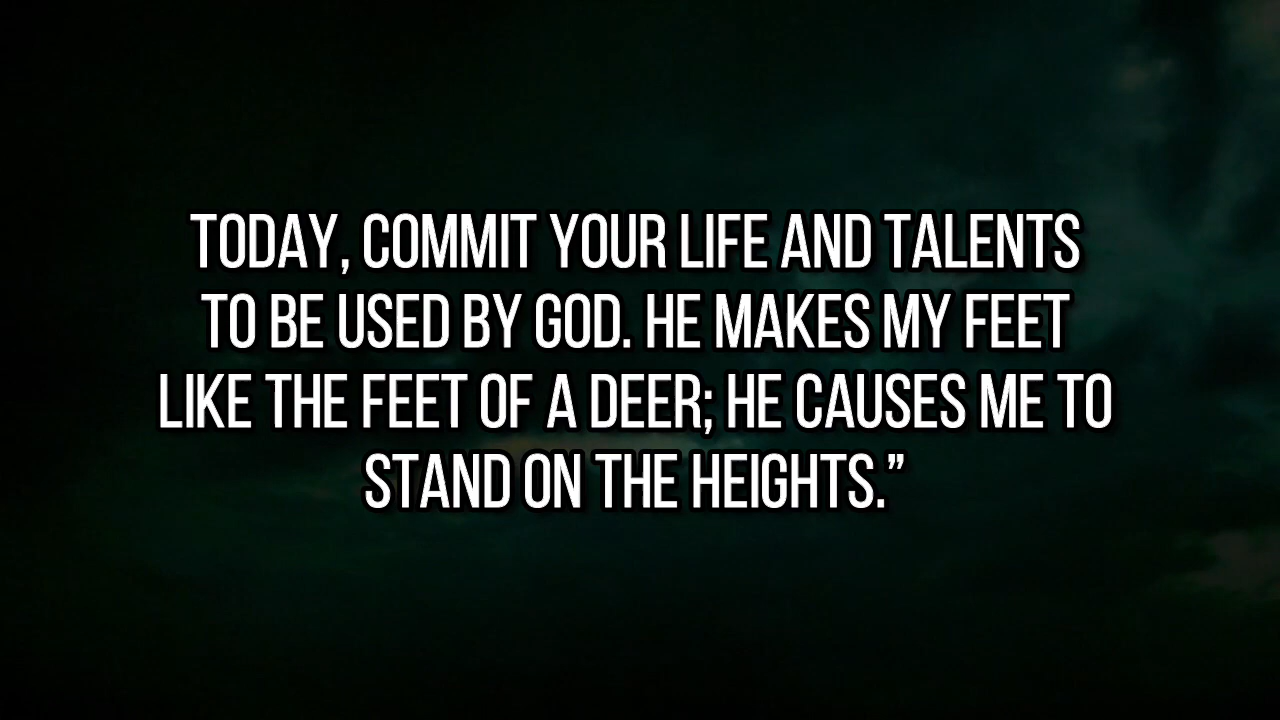 TODAY, COMMIT YOUR LIFE AND TALENTS
TO BE USED BY GOD. HE MAKES MY FEET
LIKE THE FEET OF A DEER; HE CAUSES ME TO
STAND ON THE HEIGHTS.”